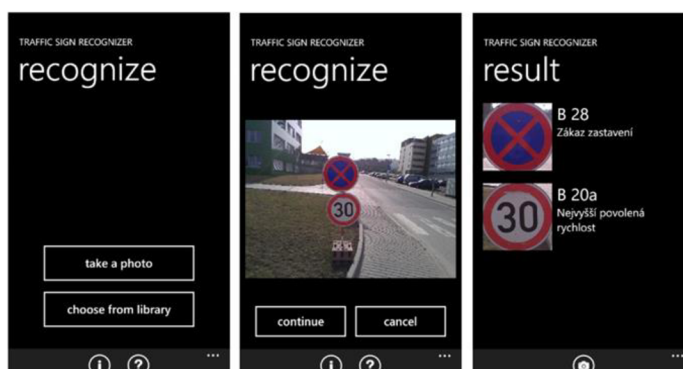 TRAFFIC SIGN RECOGNIZER
recognize
take a photo
choose from library
TRAFFIC SIGN RECOGNIZER
recognize
30
continue
cancel
TRAFFIC SIGN RECOGNIZER
result
B 28
Zákaz zastavení
30
B 20a
Nejvyšší povolená
rychlost